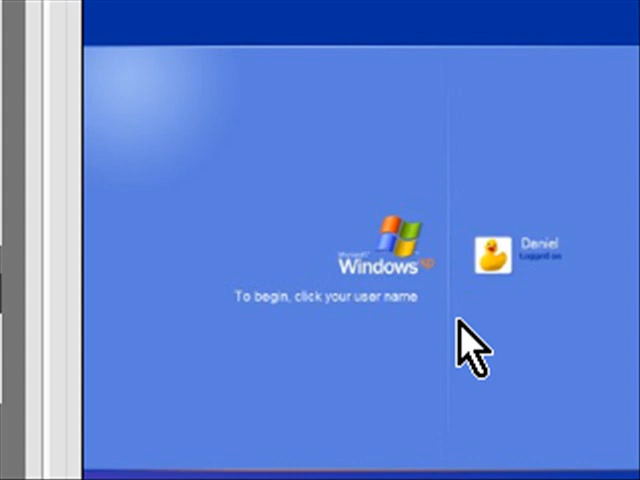 Microsoft
Windows xp
To begin, click your user name
Daniel
Logged on